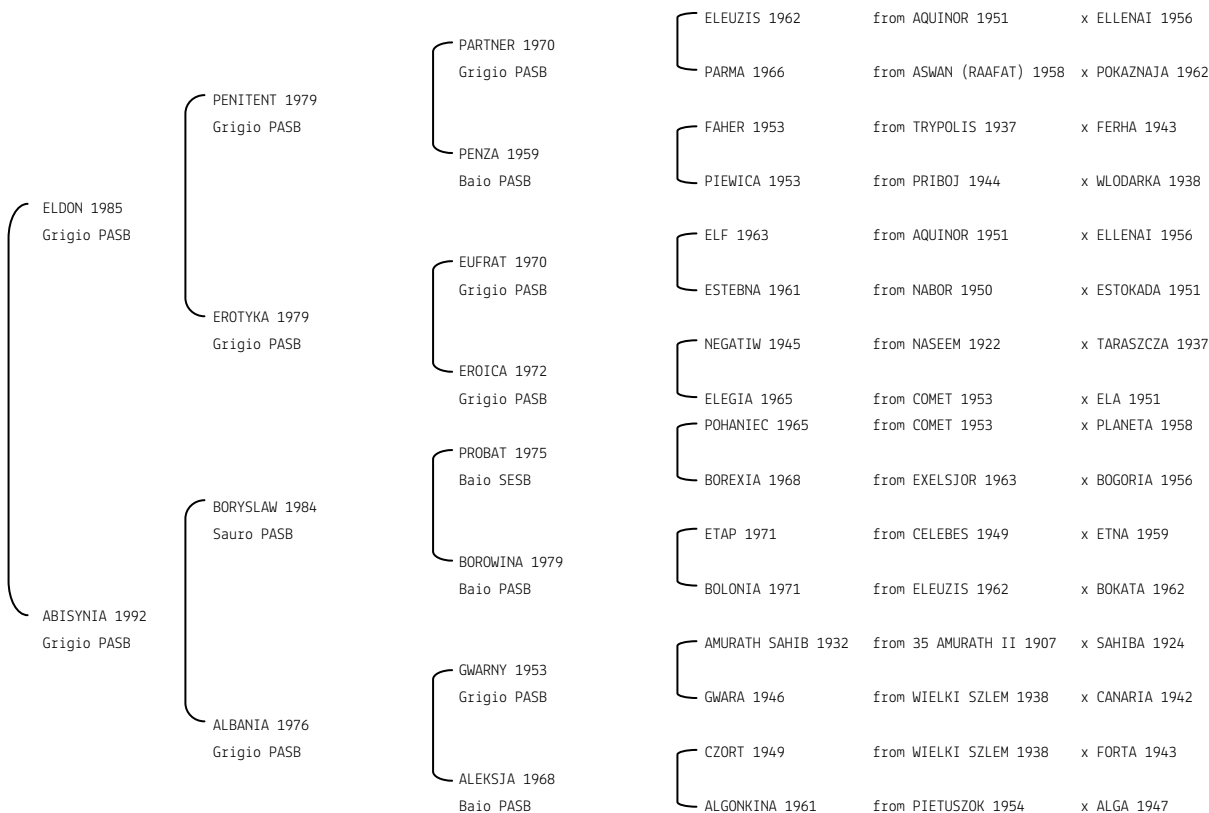 ELEUZIS 1962 from AQUINOR 1951 x ELLENAI 1956
PARTNER 1970
Grigio PASB
PARMA 1966 from ASWAN (RAAFAT) 1958 x POKAZNAJA 1962
PENITENT 1979
Grigio PASB
FAHER 1953 from TRYPOLIS 1937 x FERHA 1943
PENZA 1959
Baio PASB
PIEWICA 1953 from PRIBOJ 1944 x WLODARKA 1938
ELDON 1985
Grigio PASB
ELF 1963 from AQUINOR 1951 x ELLENAI 1956
EUFRAT 1970
Grigio PASB
ESTEBNA 1961 from NABOR 1950 x ESTOKADA 1951
EROTYKA 1979
Grigio PASB
NEGATIW 1945 from NASEEM 1922 x TARASZCZA 1937
EROICA 1972
Grigio PASB
ELEGIA 1965 from COMET 1953 x ELA 1951
POHANIEC 1965 from COMET 1953 x PLANETA 1958
PROBAT 1975
Baio SESB
BOREXIA 1968 from EXELSJOR 1963 x BOGORIA 1956
BORYSLAW 1984
Sauro PASB
ETAP 1971 from CELEBES 1949 x ETNA 1959
BOROWINA 1979
Baio PASB
BOLONIA 1971 from ELEUZIS 1962 x BOKATA 1962
ABISYNIA 1992
Grigio PASB
AMURATH SAHIB 1932 from 35 AMURATH II 1907 x SAHIBA 1924
GWARNY 1953
Grigio PASB
GWARA 1946 from WIELKI SZLEM 1938 x CANARIA 1942
ALBANIA 1976
Grigio PASB
CZORT 1949 from WIELKI SZLEM 1938 x FORTA 1943
ALEKSJA 1968
Baio PASB
ALGONKINA 1961 from PIETUSZOK 1954 x ALGA 1947